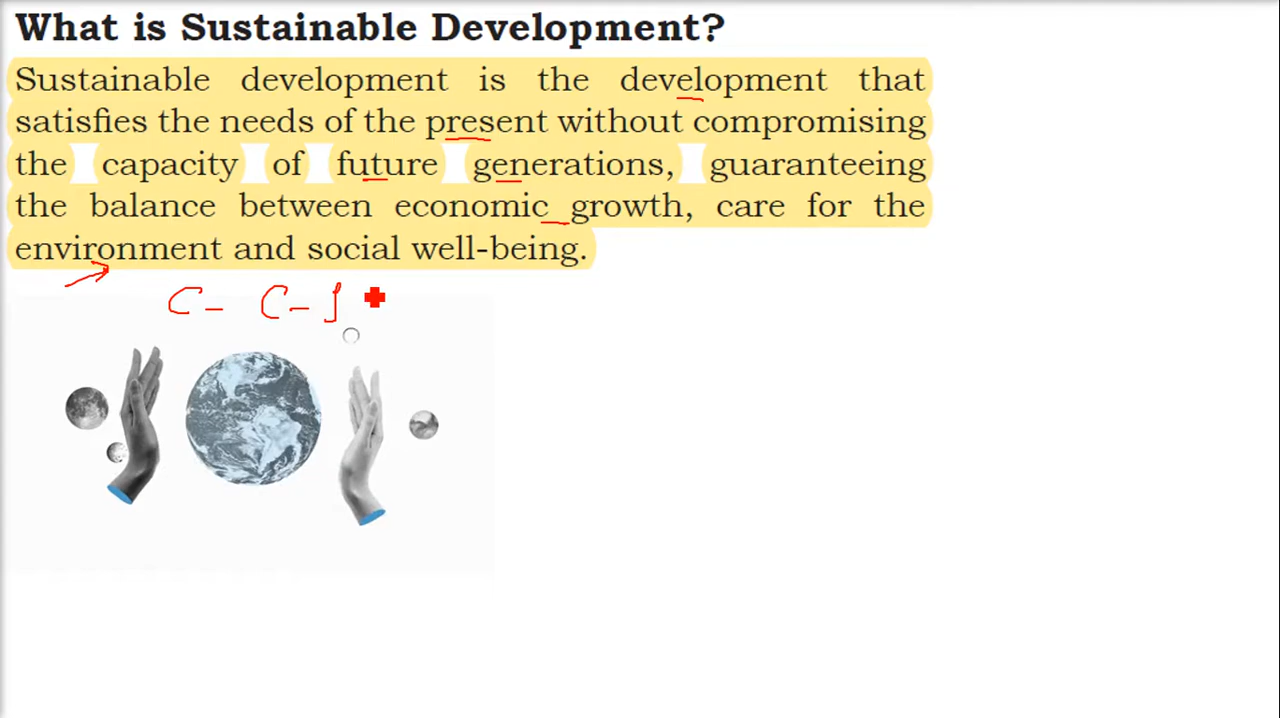 What is Sustainable Development?
Sustainable development is the development that
satisfies the needs of the present without compromising
the capacity of future generations, guaranteeing
the balance between economic growth, care for the
environment and social well-being.